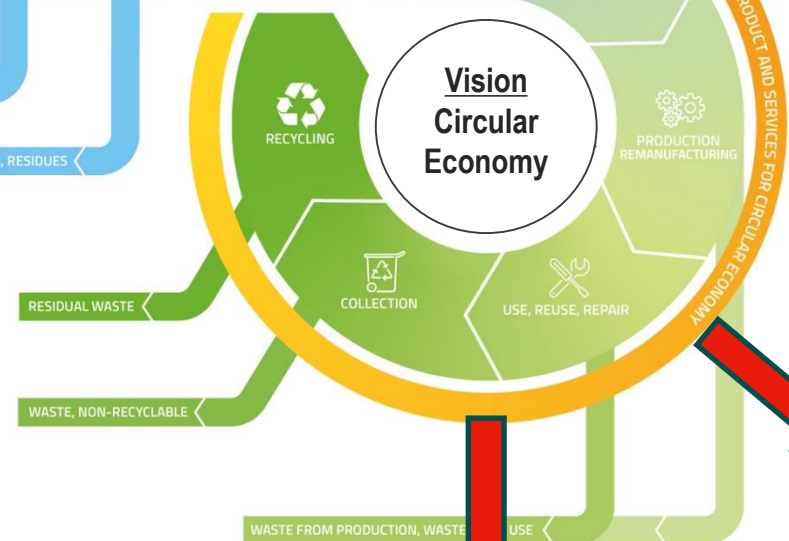 Vision
Circular
Economy
RECYCLING
PRODUCTION
REMANUFACTURING
PRODUCT AND SERVICES FOR CIRCULAR ECONOMY
, RESIDUES
COLLECTION
USE, REUSE, REPAIR
RESIDUAL WASTE
WASTE, NON-RECYCLABLE
WASTE FROM PRODUCTION, WASTE USE